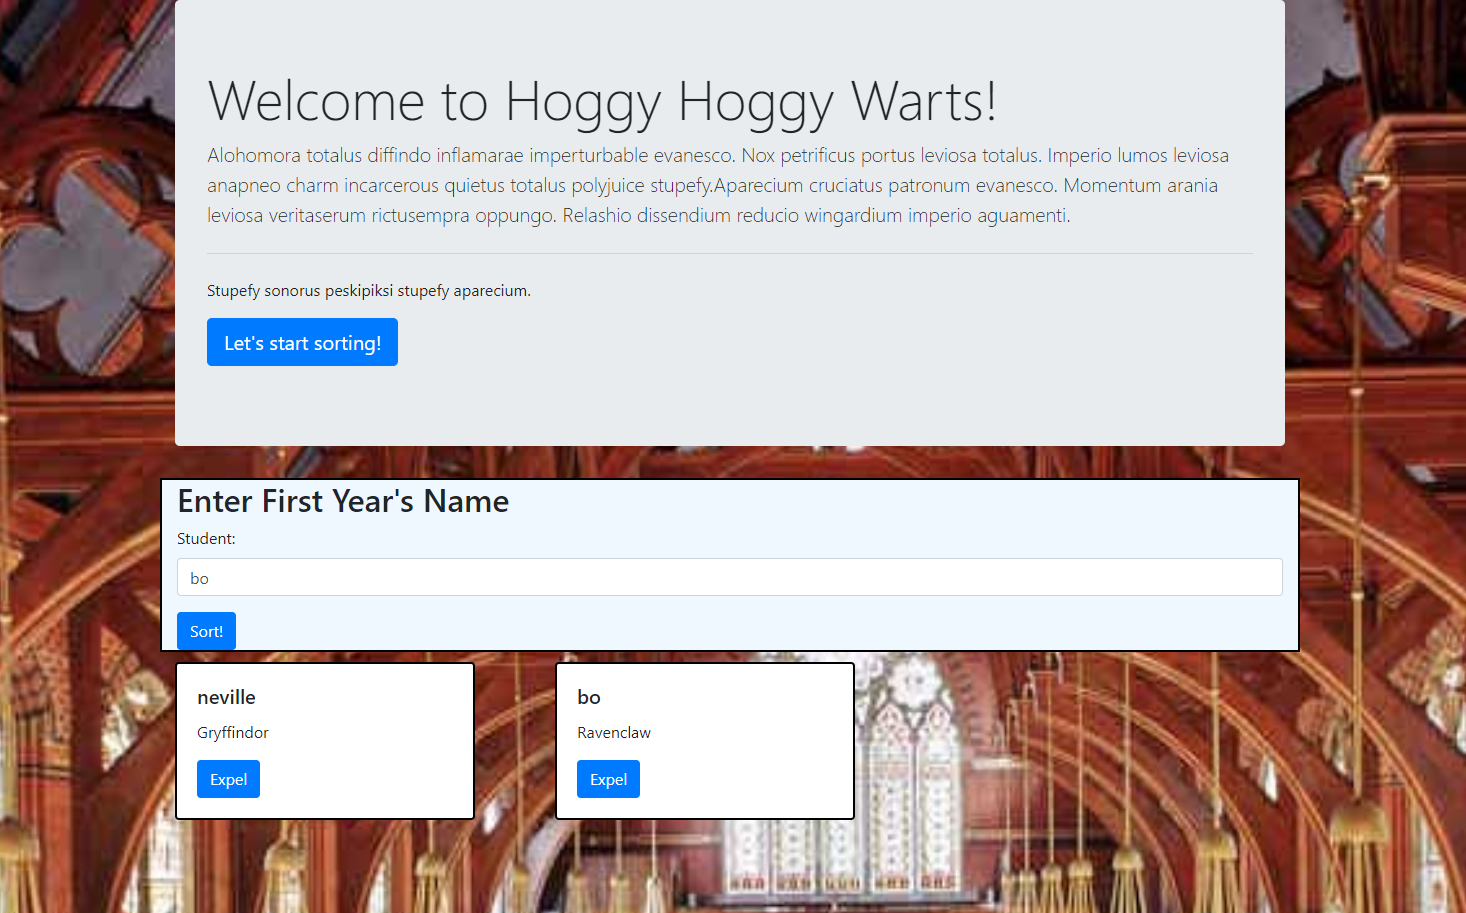 Welcome to Hoggy Hoggy Warts!
Alohomora totalus diffindo inflamarae imperturbable evanesco. Nox petrificus portus leviosa totalus. Imperio lumos leviosa
anapneo charm incarcerous quietus totalus polyjuice stupefy.Aparecium cruciatus patronum evanesco. Momentum arania
leviosa veritaserum rictusempra oppungo. Relashio dissendium reducio wingardium imperio aguamenti.
Stupefy sonorus peskipiksi stupefy aparecium.
Let's start sorting!
Enter First Year's Name
Student:
bo
Sort!
neville
Gryffindor
Expel
bo
Ravenclaw
Expel